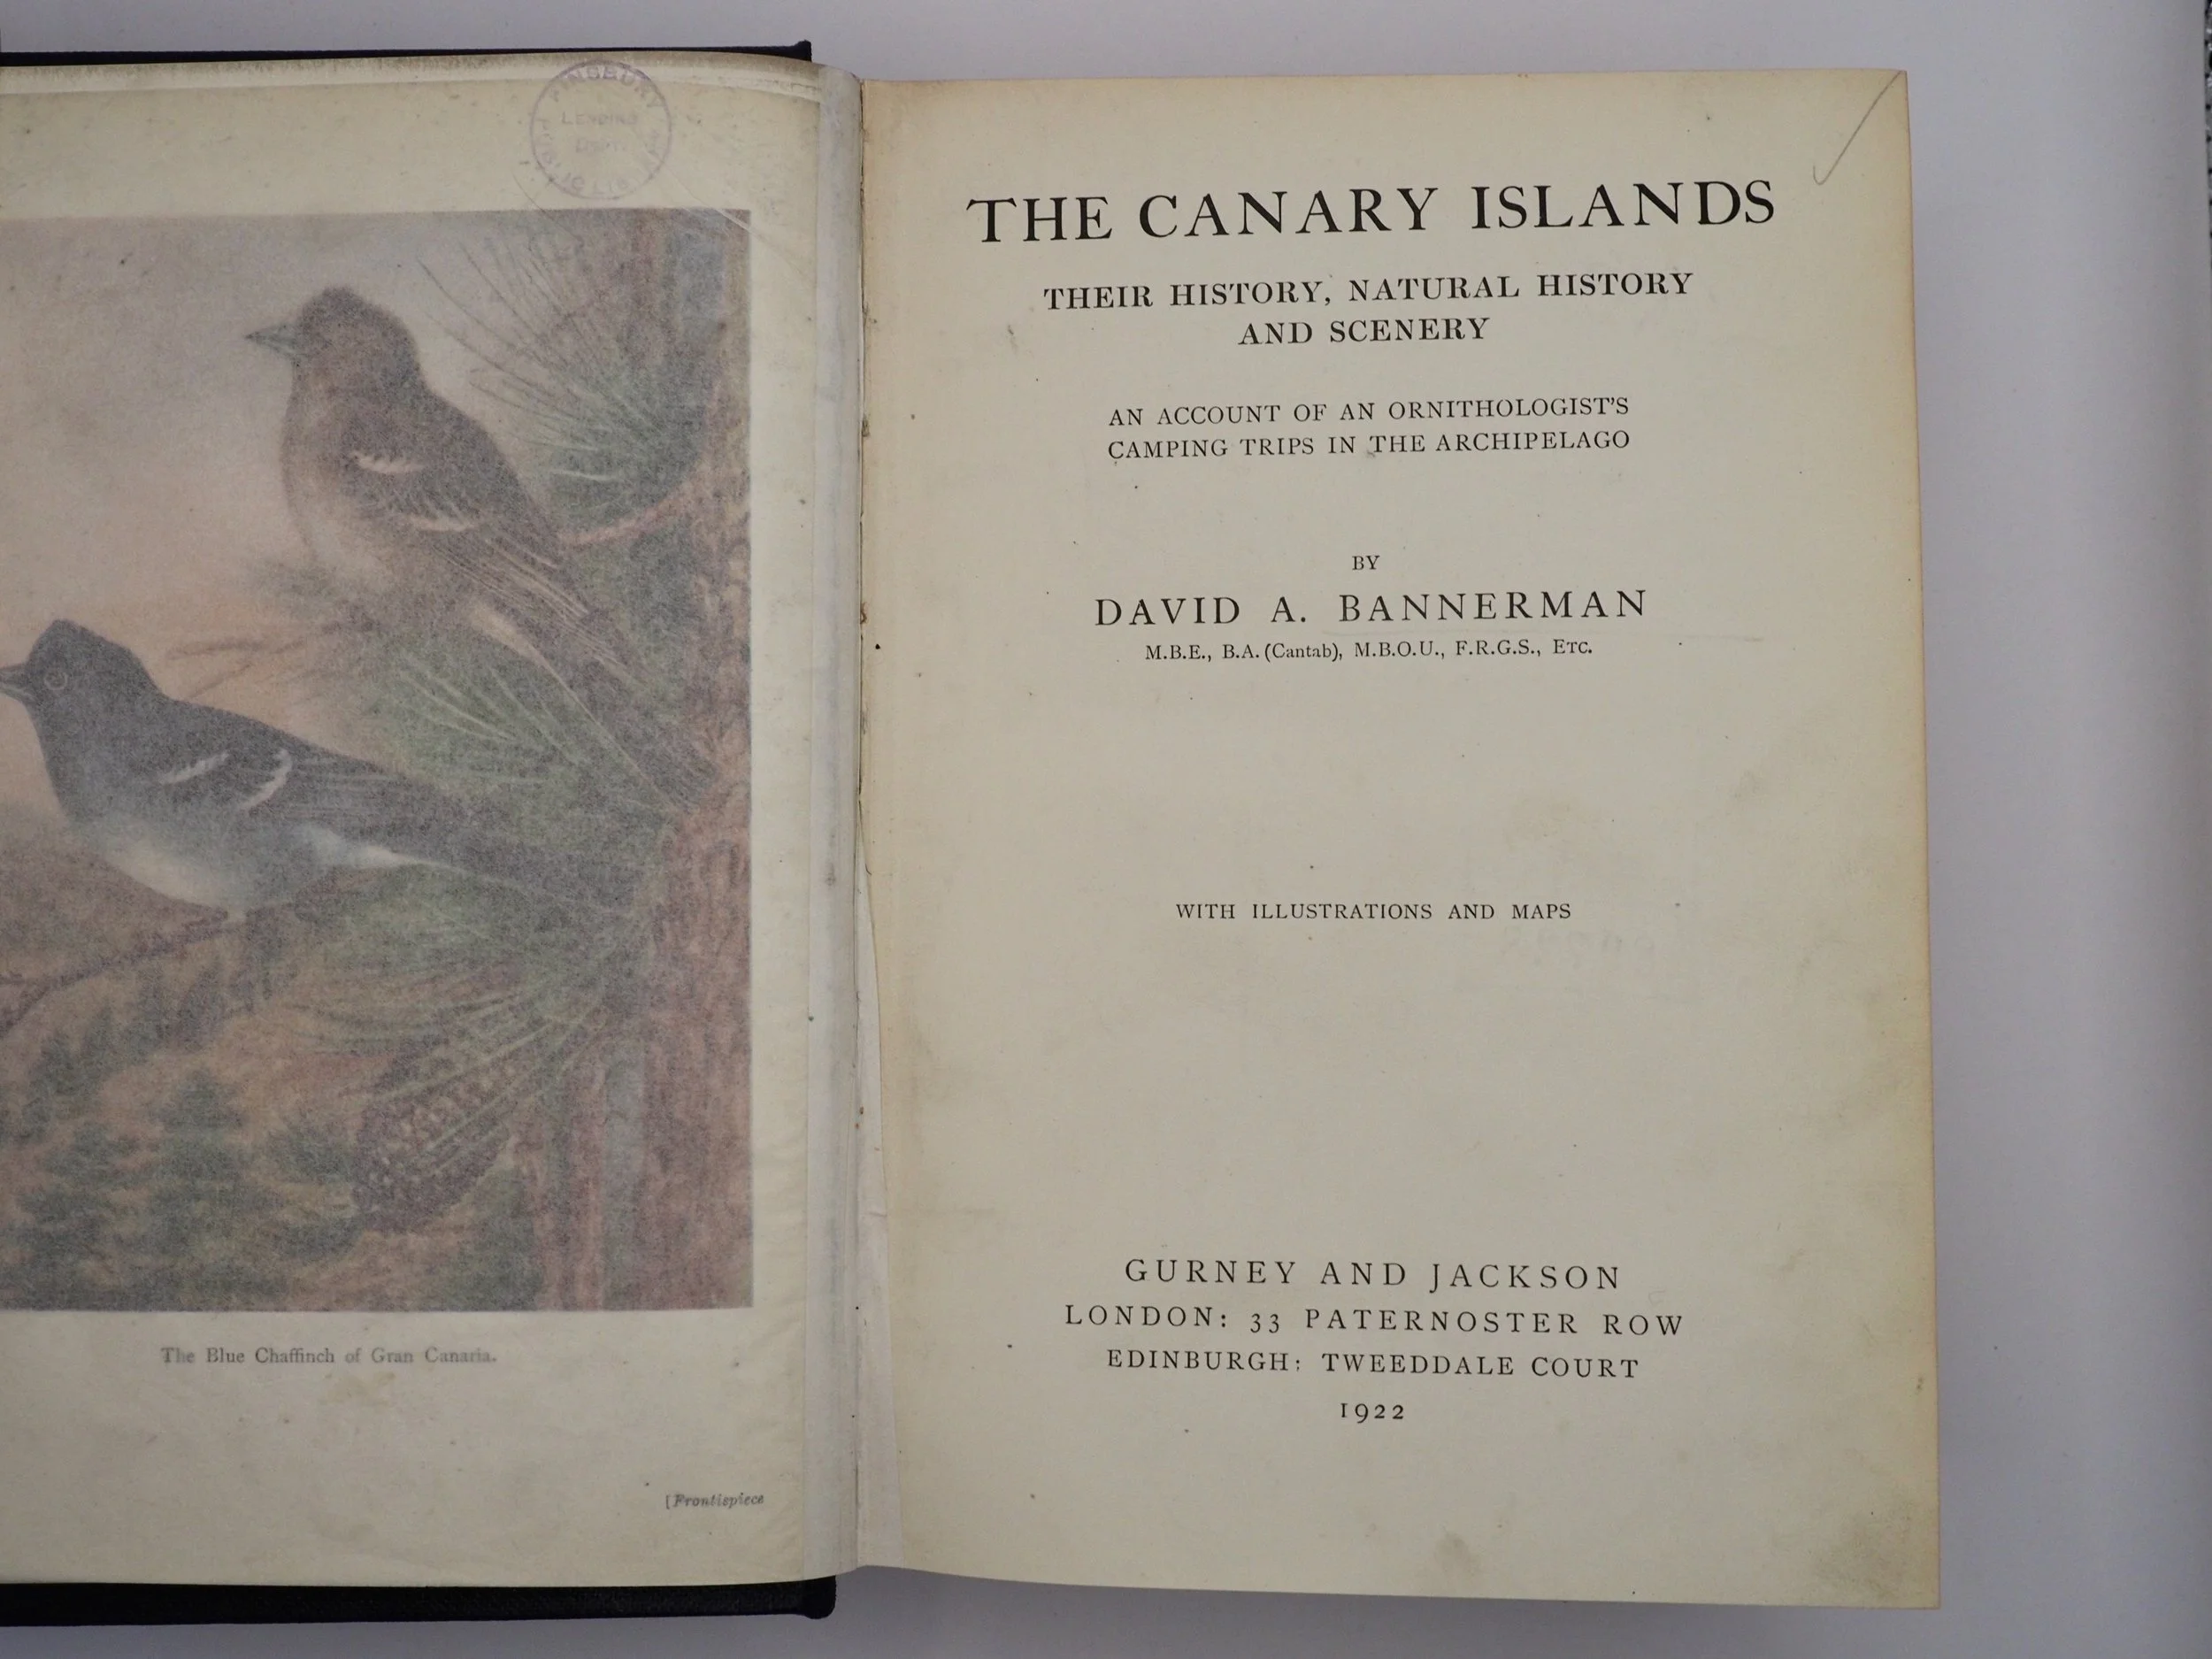 FINSBURY
LENDING
The Blue Chaffinch of Gran Canaria.
[Frontispiece
THE CANARY ISLANDS
THEIR HISTORY, NATURAL HISTORY
AND SCENERY
AN ACCOUNT OF AN ORNITHOLOGIST'S
CAMPING TRIPS IN THE ARCHIPELAGO
BY
DAVID A. BANNERMAN
M.B.E., B.A. (Cantab), M.B.O.U., F.R.G.S., ETC.
WITH ILLUSTRATIONS AND MAPS
GURNEY AND JACKSON
LONDON: 33 PATERNOSTER ROW
EDINBURGH: TWEEDDALE COURT
1922